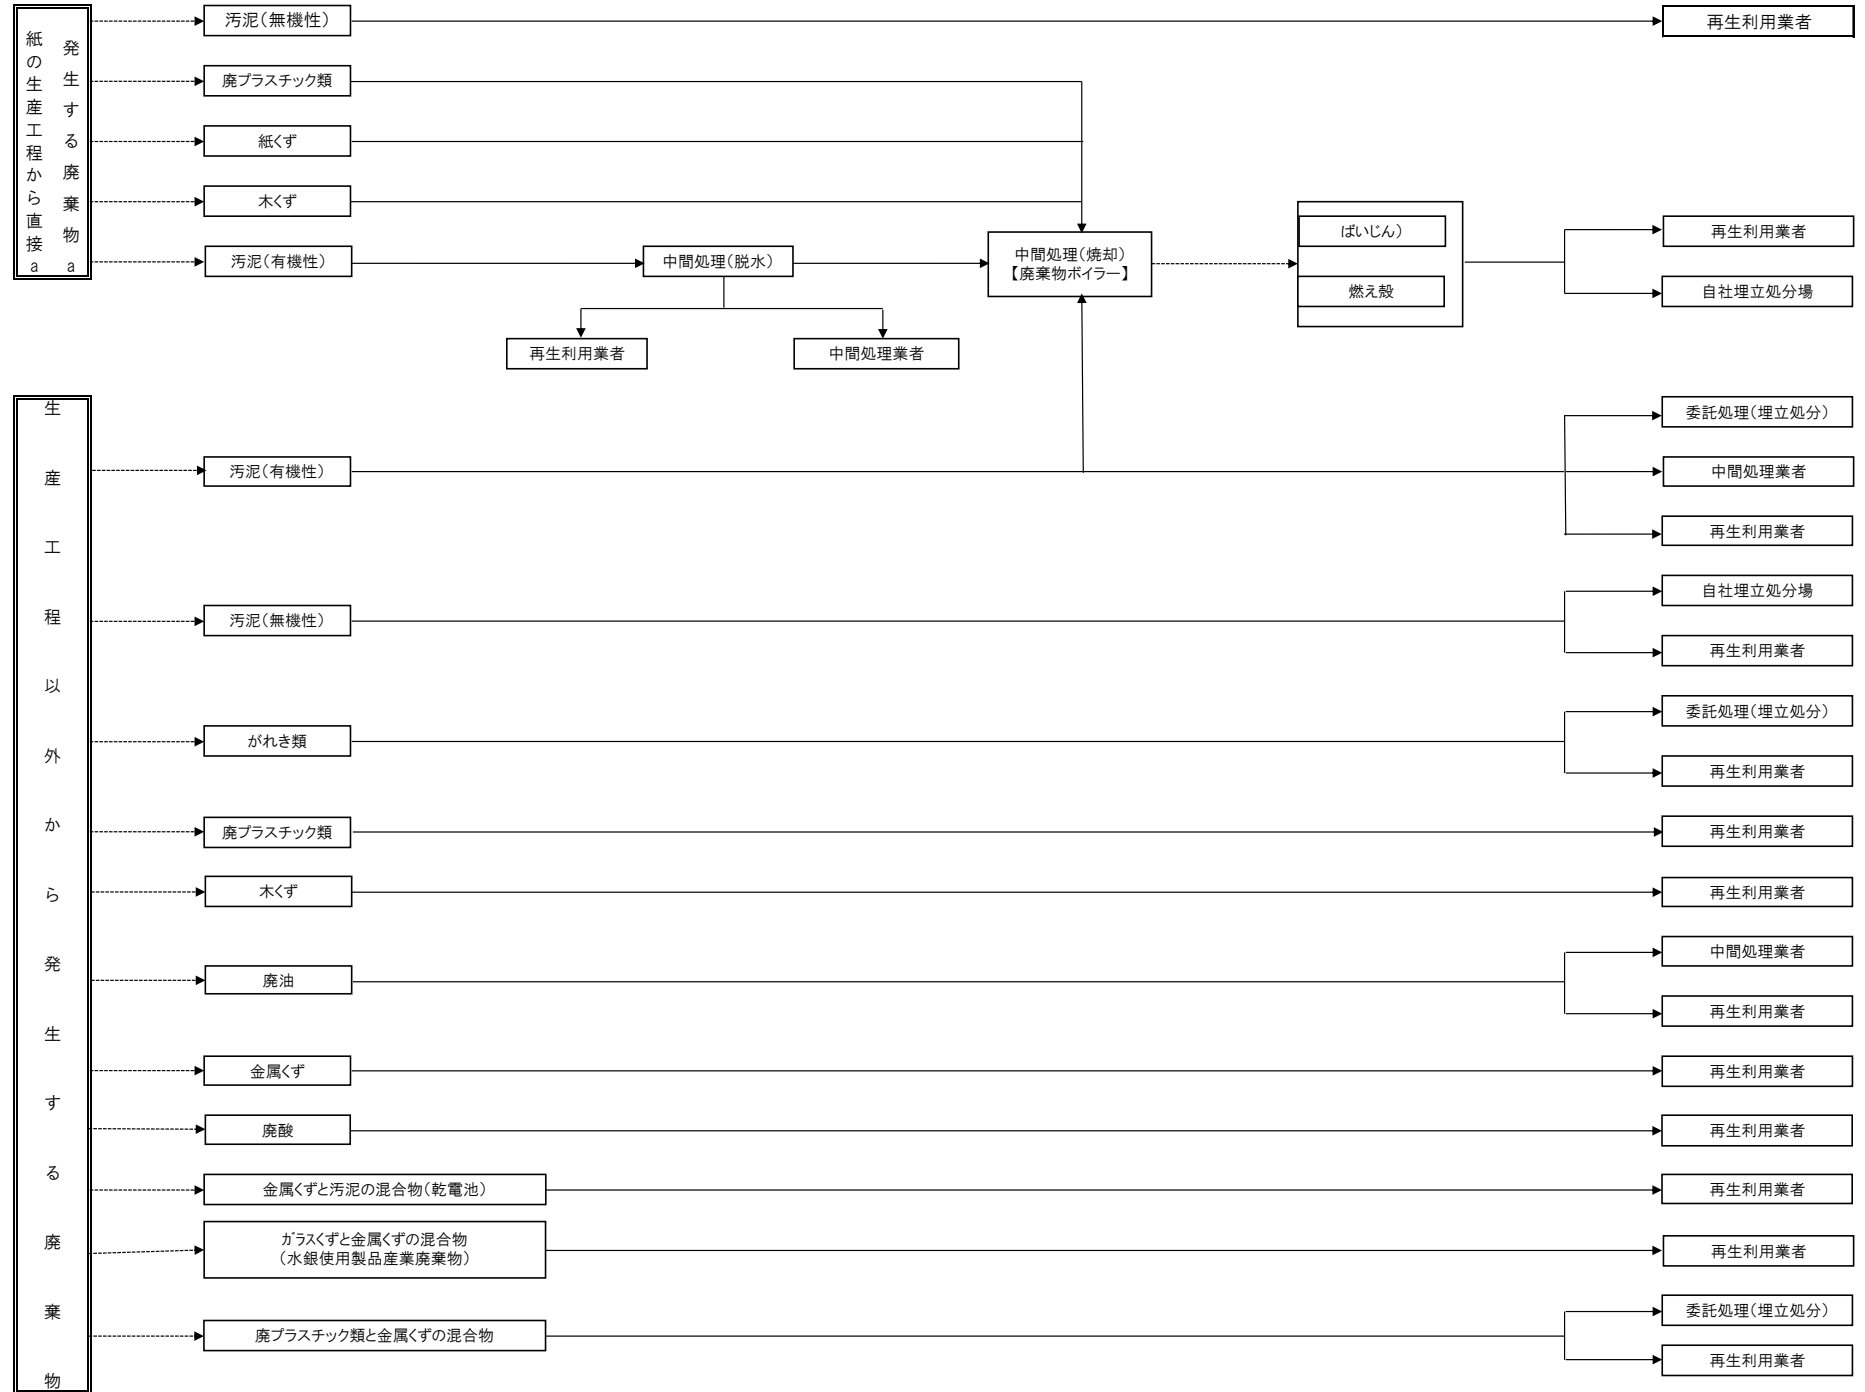 紙の生産工程から直接a
発生する廃棄物a
汚泥（無機性）
再生利用業者
廃プラスチック類
紙くず
木くず
汚泥（有機性）
中間処理（脱水）
中間処理（焼却）
【廃棄物ボイラー】
ばいじん）
燃え殻
再生利用業者
自社埋立処分場
再生利用業者
中間処理業者
生産工程以外から発生する廃棄物
汚泥（有機性）
委託処理（埋立処分）
中間処理業者
再生利用業者
汚泥（無機性）
自社埋立処分場
再生利用業者
がれき類
委託処理（埋立処分）
再生利用業者
廃プラスチック類
再生利用業者
木くず
再生利用業者
廃油
中間処理業者
再生利用業者
金属くず
再生利用業者
廃酸
再生利用業者
金属くずと汚泥の混合物（乾電池）
再生利用業者
ｶﾞﾗｽくずと金属くずの混合物
（水銀使用製品産業廃棄物）
再生利用業者
廃プラスチック類と金属くずの混合物
委託処理（埋立処分）
再生利用業者